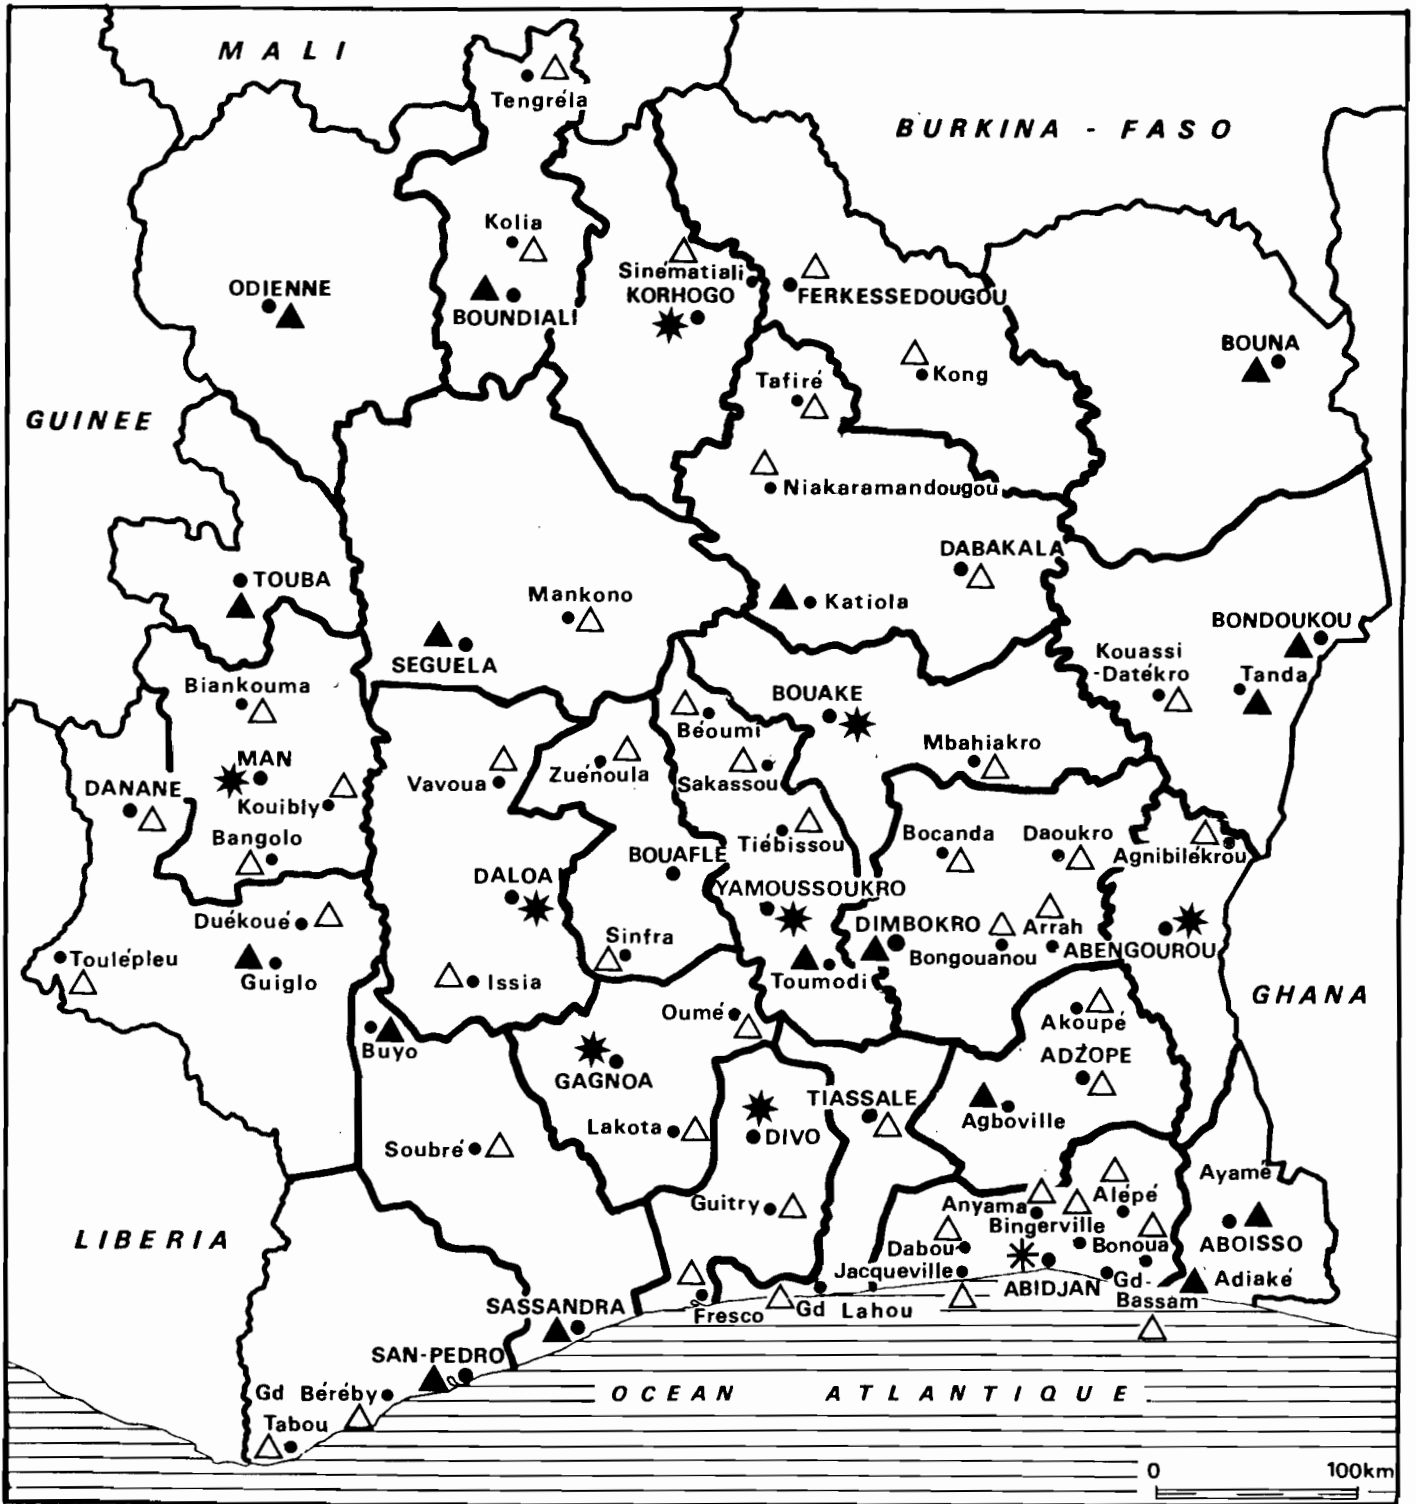 MALI
Tengréla
BURKINA - FASO
Kolia
Sinématiali
ODIENNE
KORHOGO
FERKESSEDOUGOU
BOUNDIALI
BOUNA
Tafiré
Kong
GUINEE
Niakaramandougou
DABAKALA
TOUBA
Mankono
Katiola
BONDOUKOU
SEGUELA
Kouassi
-Datékro
Tanda
Biankouma
BOUAKE
Béoumi
Mbahiakro
MAN
Zuénoula
Vavoua
Sakassou
DANANE
Kouibly
Bangolo
Tiébissou
Bocanda
Daoukro
Agnibilékrou
BOUAFLE
DALOA
YAMOUSSOUKRO
Duékoué
DIMBOKRO
Arrah
Sinfra
Bongouanou
ABENGOUROU
Toulépleu
Guiglo
Issia
Toumodi
GHANA
Oumé
Akoupé
Buyo
ADZOPE
GAGNOA
TIASSALE
Agboville
Lakota
DIVO
Soubré
Ayamé
Guitry
Anyama
Alépé
Bingerville
LIBERIA
Dabou
Bonoua
ABOISSO
Jacqueville
ABIDJAN
Gd-
Bassam
Adiaké
SASSANDRA
Fresco
Gd Lahou
SAN-PEDRO
Gd Béréby
OCEAN ATLANTIQUE
Tabou
0 100km